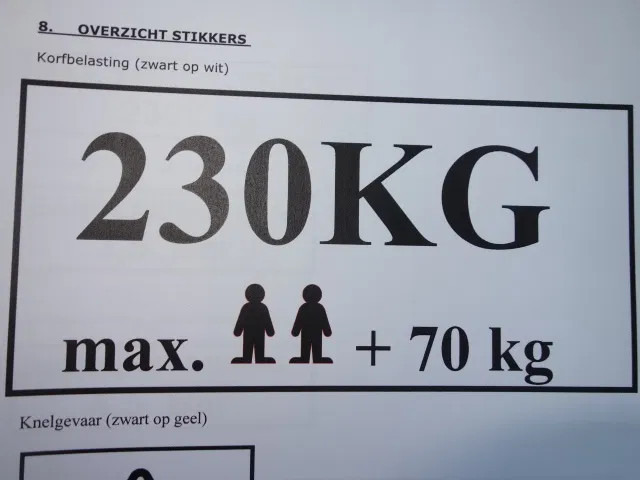 8. OVERZICHT STIKKERS
Korfbelasting (zwart op wit)
230KG
max. + 70 kg
Knelgevaar (zwart op geel)